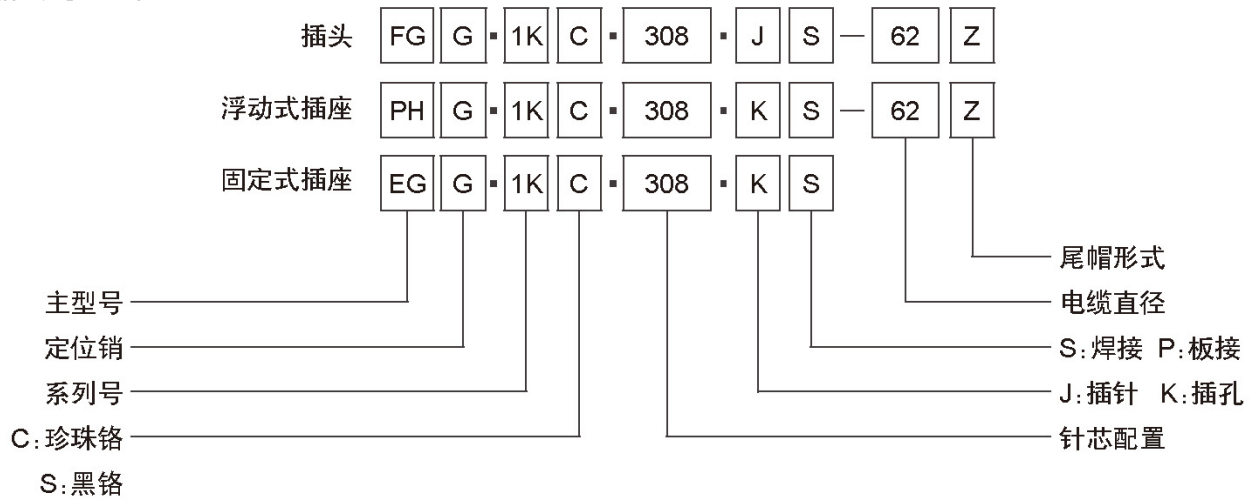 插头 FG G · 1K C · 308 · J S — 62 Z
浮动式插座 PH G · 1K C · 308 · K S — 62 Z
固定式插座 EG G · 1K C · 308 · K S
尾帽形式
主型号 电缆直径
定位销 S:焊接 P:板接
系列号 J:插针 K:插孔
C:珍珠铬 针芯配置
S:黑铬